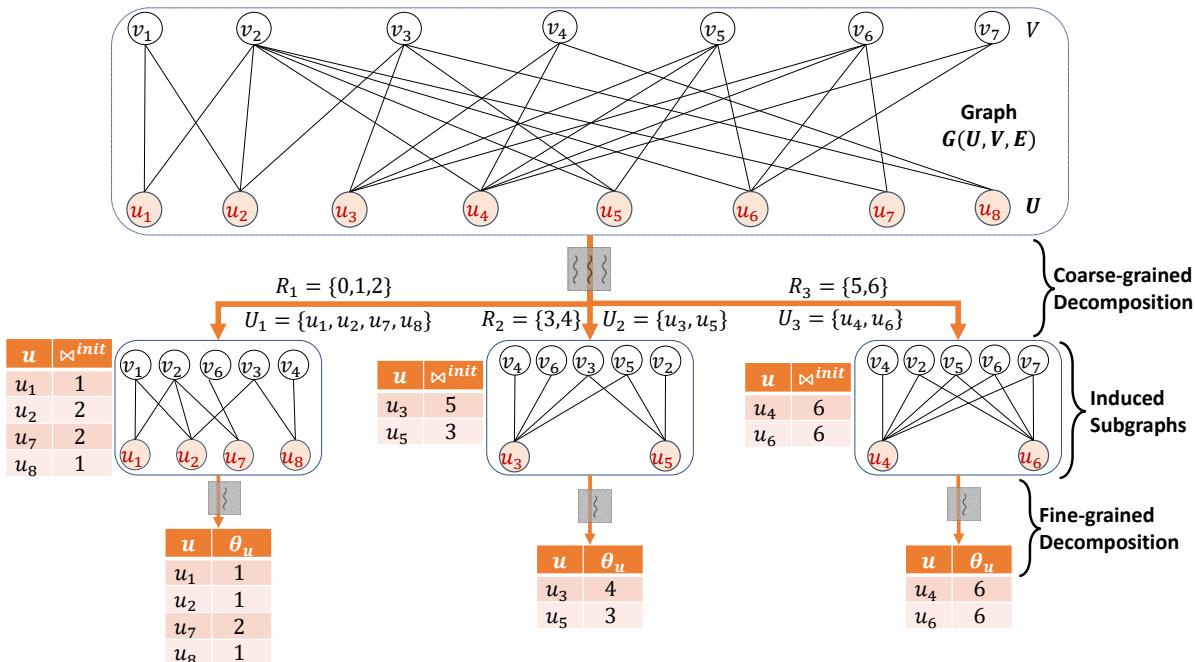 v₁ v₂ v₃ v₄ v₅ v₆ v₇ V
Graph
G(U, V, E)
u₁ u₂ u₃ u₄ u₅ u₆ u₇ u₈ U
Coarse-grained
Decomposition
R₁ = {0,1,2}
U₁ = {u₁, u₂, u₇, u₈}
R₂ = {3,4}
U₂ = {u₃, u₅}
R₃ = {5,6}
U₃ = {u₄, u₆}
u ⋈ⁱⁿⁱᵗ
u₁ 1
u₂ 2
u₇ 2
u₈ 1
v₁ v₂ v₆ v₃ v₄
u₁ u₂ u₇ u₈
u ⋈ⁱⁿⁱᵗ
u₃ 5
u₅ 3
v₄ v₆ v₃ v₅ v₂
u₃ u₅
u ⋈ⁱⁿⁱᵗ
u₄ 6
u₆ 6
v₄ v₂ v₅ v₆ v₇
u₄ u₆
Induced
Subgraphs
Fine-grained
Decomposition
u θᵤ
u₁ 1
u₂ 1
u₇ 2
u₈ 1
u θᵤ
u₃ 4
u₅ 3
u θᵤ
u₄ 6
u₆ 6